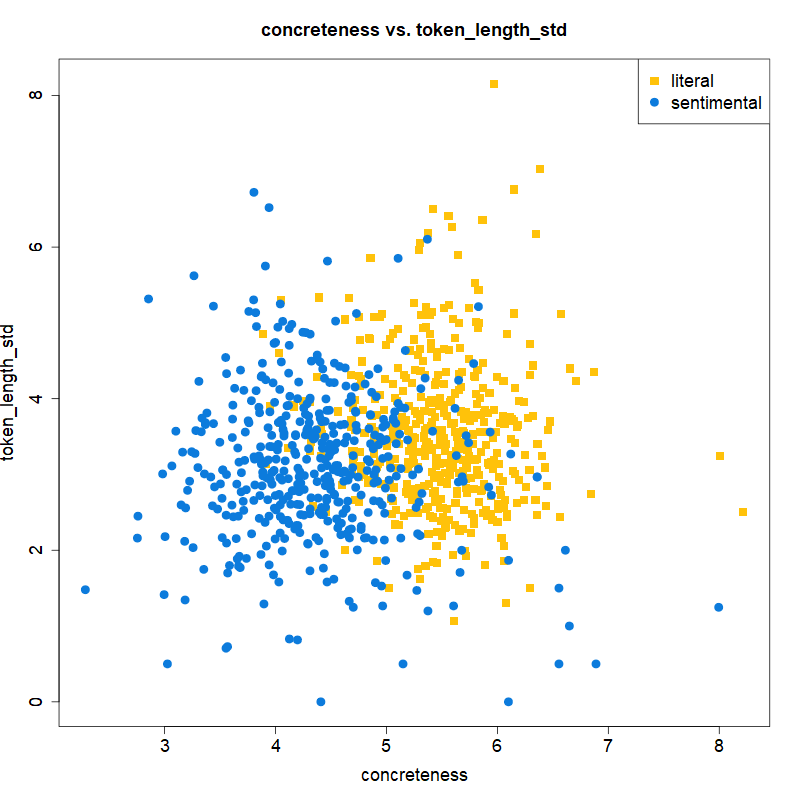 concreteness vs. token_length_std
literal
sentimental
8
6
4
2
0
token_length_std
3 4 5 6 7 8
concreteness